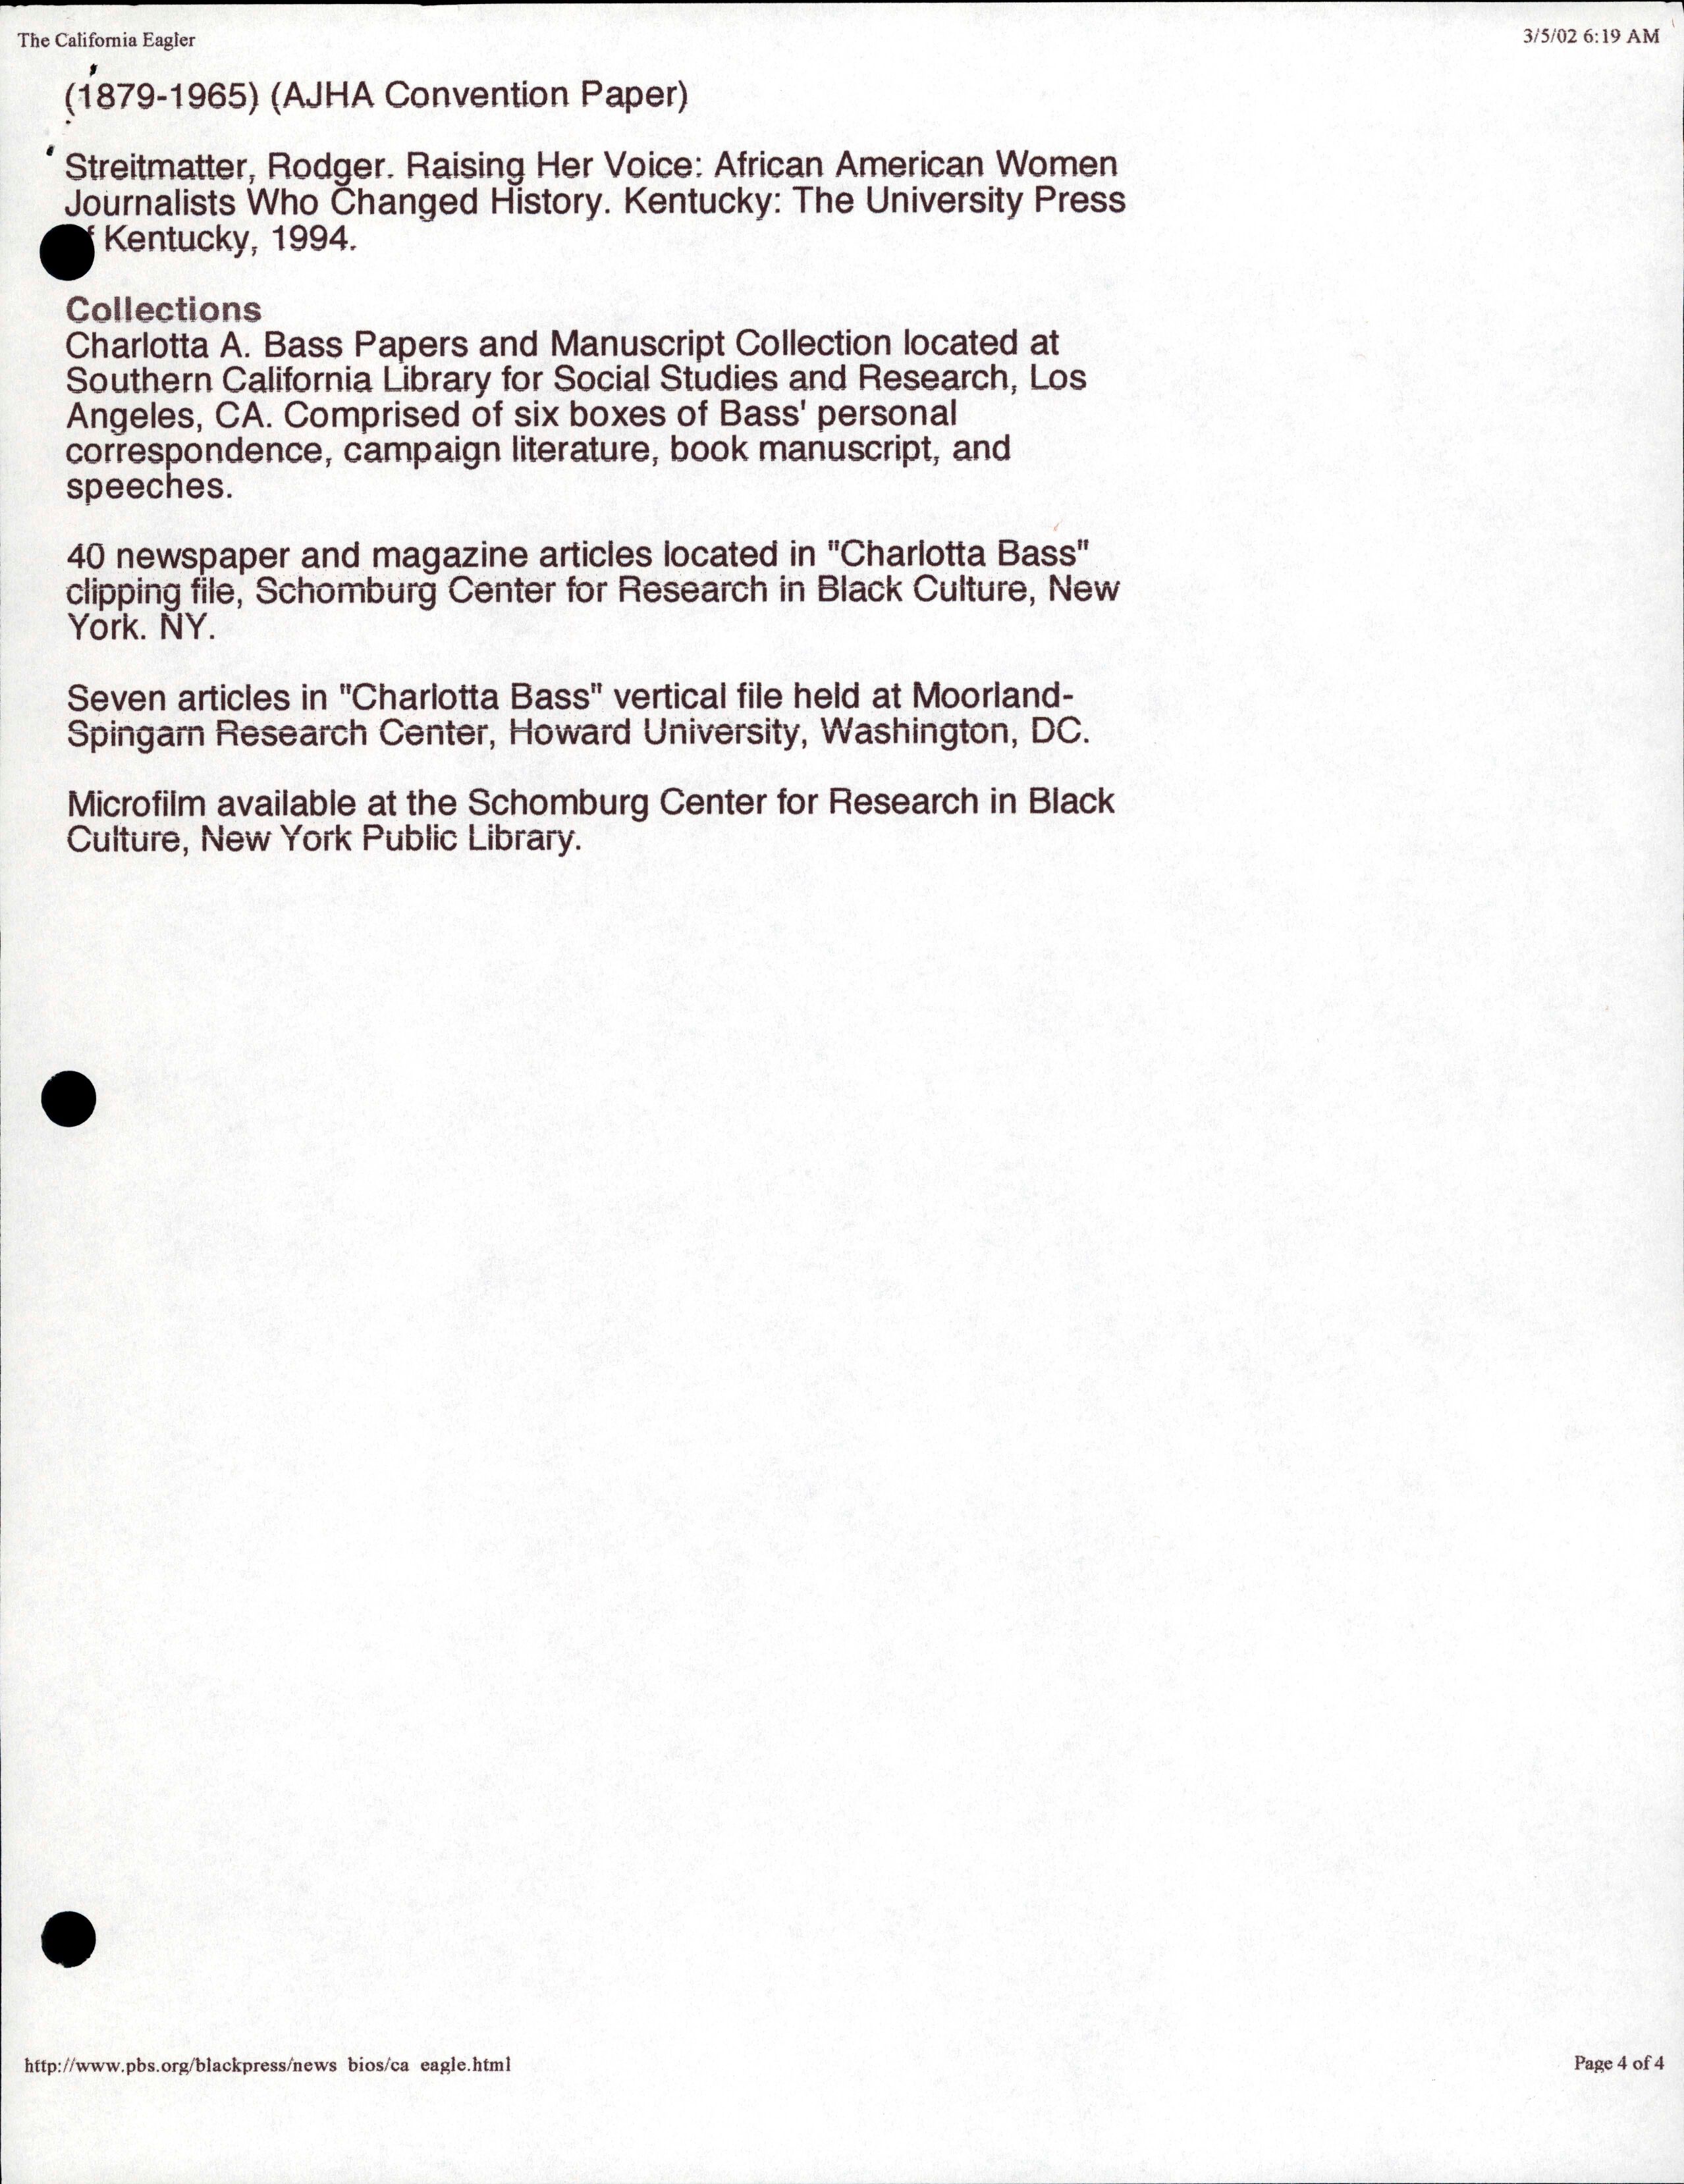 The California Eagler
3/5/02 6:19 AM
(1879-1965) (AJHA Convention Paper)
Streitmatter, Rodger. Raising Her Voice: African American Women
Journalists Who Changed History. Kentucky: The University Press
Kentucky, 1994.
Collections
Charlotta A. Bass Papers and Manuscript Collection located at
Southern California Library for Social Studies and Research, Los
Angeles, CA. Comprised of six boxes of Bass' personal
correspondence, campaign literature, book manuscript, and
speeches.
40 newspaper and magazine articles located in "Charlotta Bass"
clipping file, Schomburg Center for Research in Black Culture, New
York. NY.
Seven articles in "Charlotta Bass" vertical file held at Moorland-
Spingarn Research Center, Howard University, Washington, DC.
Microfilm available at the Schomburg Center for Research in Black
Culture, New York Public Library.
http://www.pbs.org/blackpress/news bios/ca eagle.html
Page 4 of 4